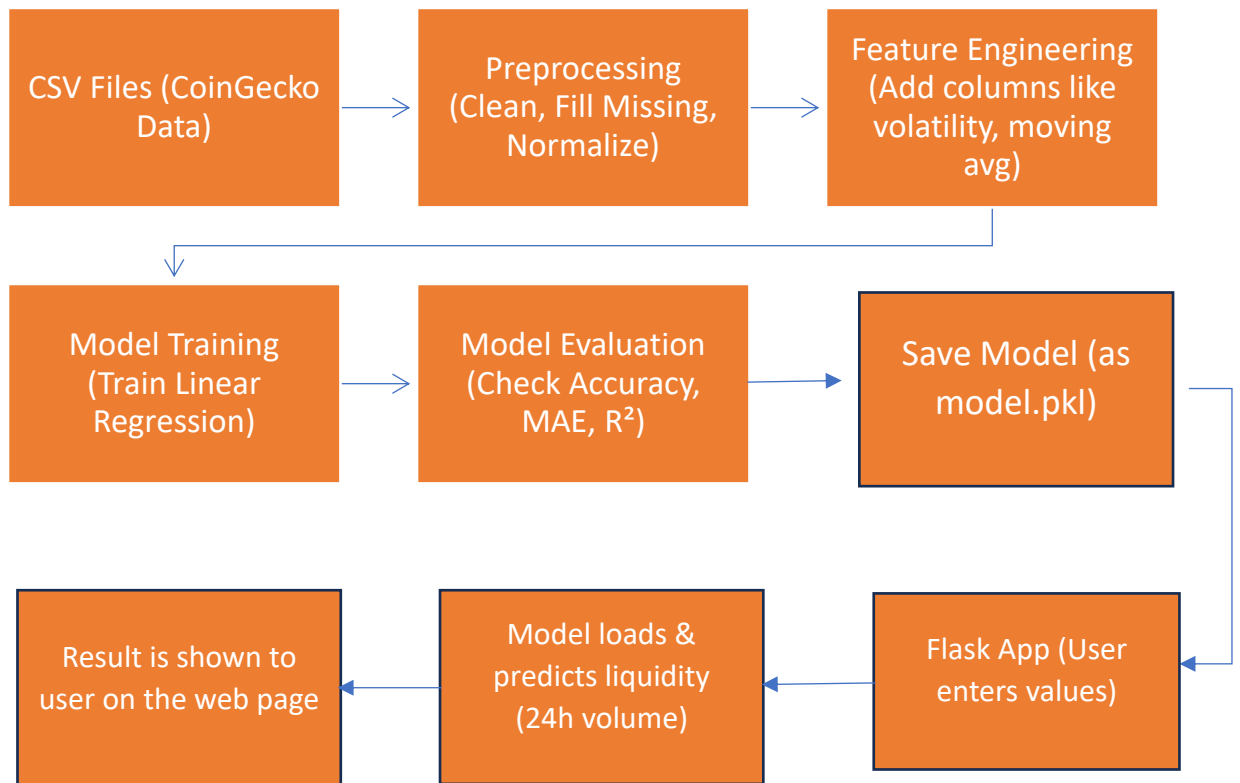 CSV Files (CoinGecko
Data)
Preprocessing
(Clean, Fill Missing,
Normalize)
Feature Engineering
(Add columns like
volatility, moving
avg)
Model Training
(Train Linear
Regression)
Model Evaluation
(Check Accuracy,
MAE, R²)
Save Model (as
model.pkl)
Flask App (User
enters values)
Model loads &
predicts liquidity
(24h volume)
Result is shown to
user on the web page